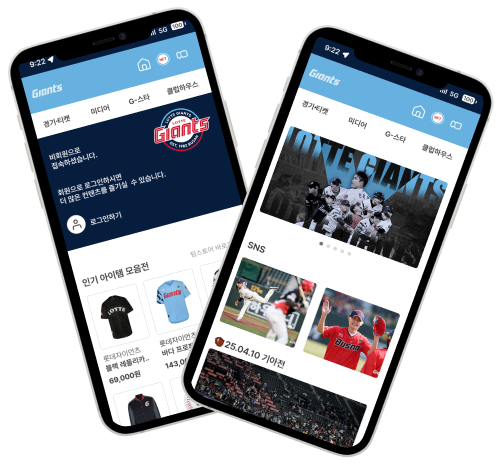 9:22
5G
100
Giants
경기•티켓
미디어
G-스타
클럽하우스
비회원으로
접속하셨습니다.
LOTTE GIANTS
LOTTE
Giants
EST. 1982 BUSAN
회원으로 로그인하시면
더 많은 컨텐츠를 즐기실 수 있습니다.
로그인하기
팀스토어 바로
인기 아이템 모음전
LOTTE
Giants
롯데자이언츠
블랙 레플리카..
69,000원
롯데자이언츠
바다 프로
143,0
9:22
5G
100
Giants
경기•티켓
미디어
G-스타
클럽하우스
LOTTE GIANTS
SNS
Busan
25.04.10 기아전